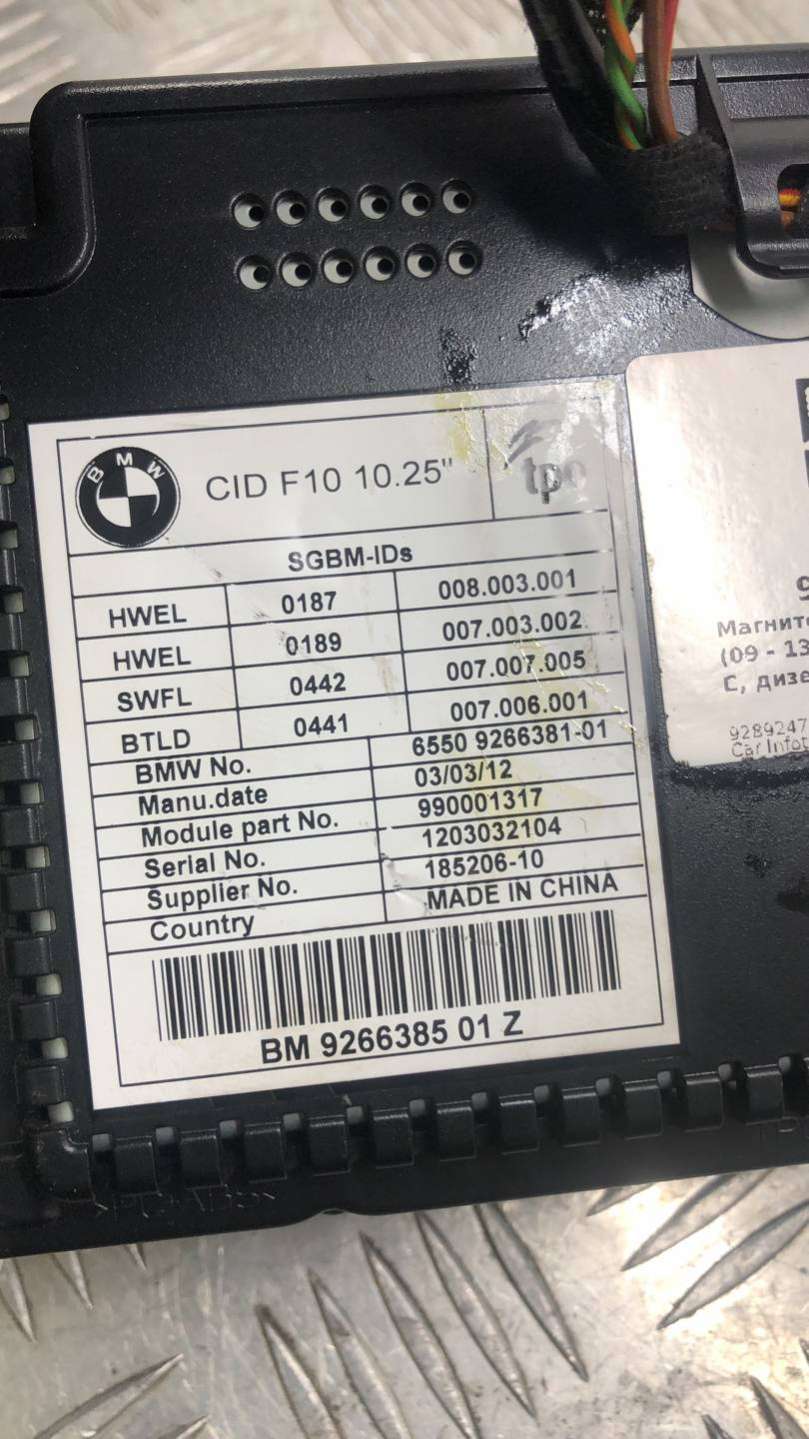 BMW
CID F10 10.25"
SGBM-IDs
HWEL 0187 008.003.001
HWEL 0189 007.003.002
SWFL 0442 007.007.005
BTLD 0441 007.006.001
BMW No. 6550 9266381-01
Manu.date 03/03/12
Module part No. 990001317
Serial No. 1203032104
Supplier No. 185206-10
Country MADE IN CHINA
BM 9266385 01 Z
(09 - 13
С, дизе
9289247
Car Infot